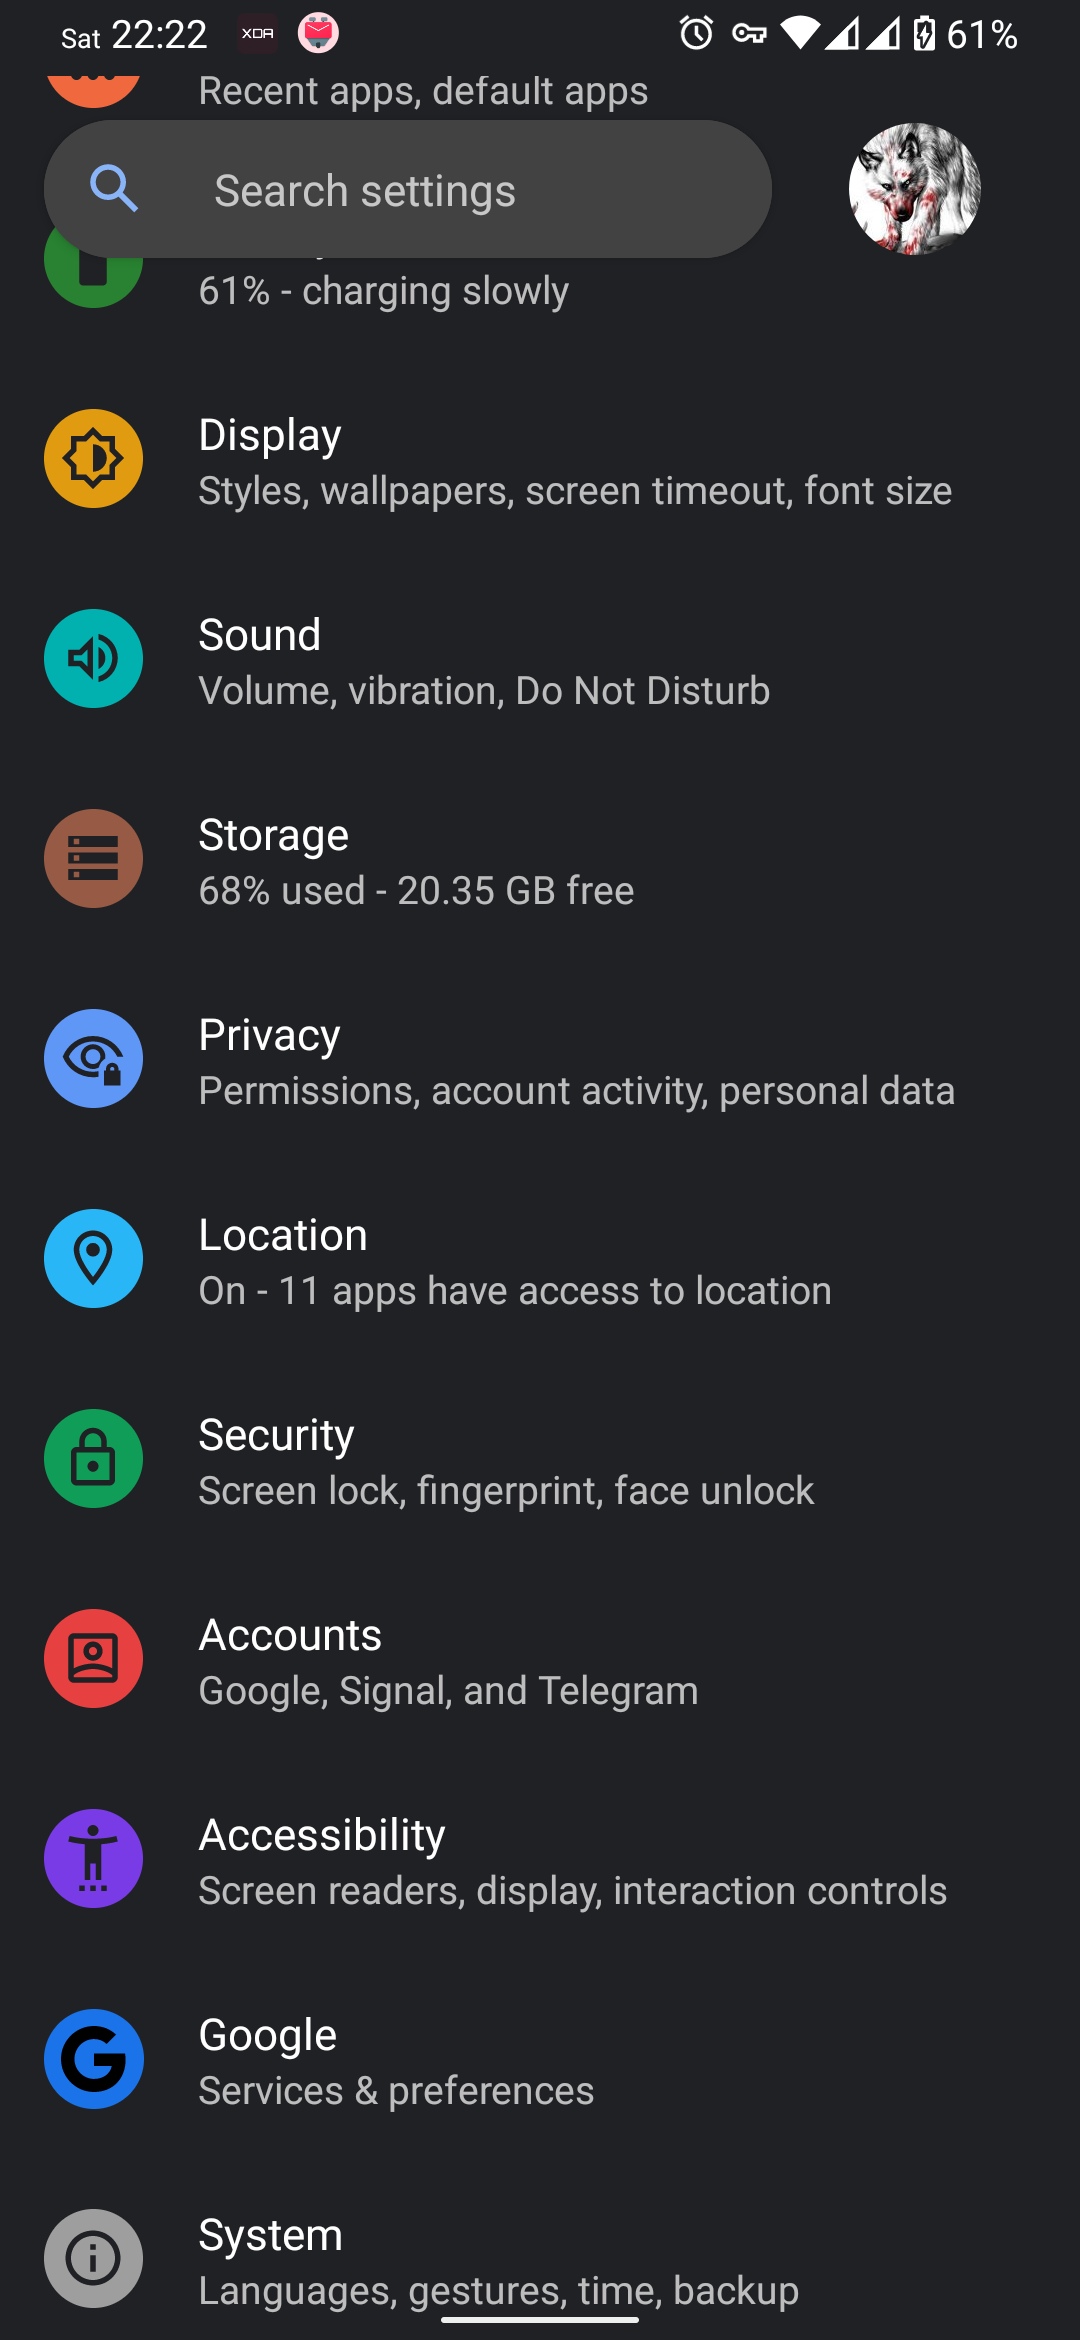 Sat 22:22 XDA 61%
Recent apps, default apps
Search settings
61% - charging slowly
Display
Styles, wallpapers, screen timeout, font size
Sound
Volume, vibration, Do Not Disturb
Storage
68% used - 20.35 GB free
Privacy
Permissions, account activity, personal data
Location
On - 11 apps have access to location
Security
Screen lock, fingerprint, face unlock
Accounts
Google, Signal, and Telegram
Accessibility
Screen readers, display, interaction controls
G
Google
Services & preferences
System
Languages, gestures, time, backup